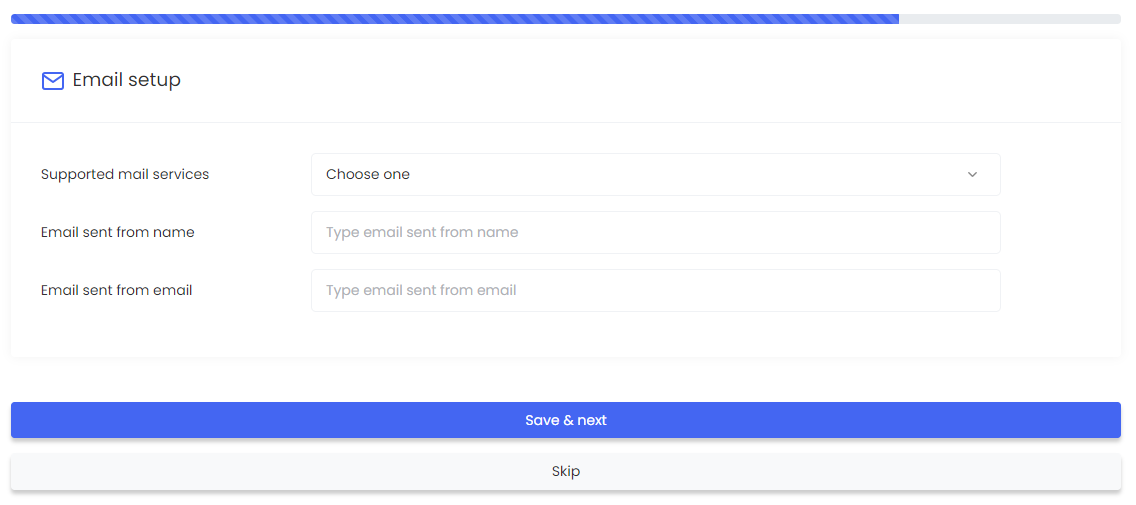 Email setup
Supported mail services
Choose one
Email sent from name
Type email sent from name
Email sent from email
Type email sent from email
Save & next
Skip